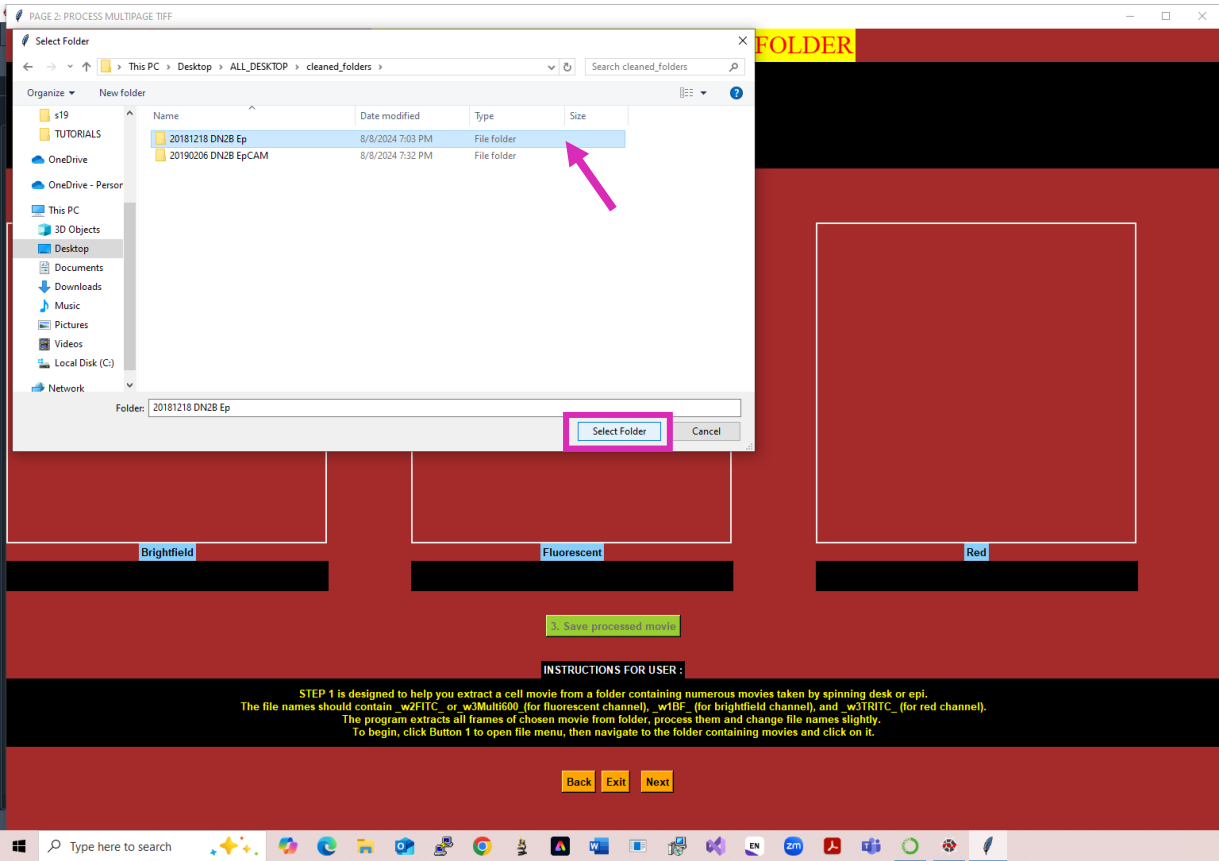 PAGE 2: PROCESS MULTIPAGE TIFF
FOLDER
Select Folder
This PC > Desktop > ALL_DESKTOP > cleaned_folders >
Search cleaned_folders
Organize
New folder
Name
Date modified
Type
Size
20181218 DN2B Ep
8/8/2024 7:03 PM
File folder
20190206 DN2B EpCAM
8/8/2024 7:32 PM
File folder
s19
TUTORIALS
OneDrive
OneDrive - Person
This PC
3D Objects
Desktop
Documents
Downloads
Music
Pictures
Videos
Local Disk (C:)
Network
Folder: 20181218 DN2B Ep
Select Folder
Cancel
Brightfield
Fluorescent
Red
3. Save processed movie
INSTRUCTIONS FOR USER :
STEP 1 is designed to help you extract a cell movie from a folder containing numerous movies taken by spinning desk or epi.
The file names should contain _w2FITC_ or_w3Multi600_(for fluorescent channel), _w1BF_ (for brightfield channel), and _w3TRITC_ (for red channel).
The program extracts all frames of chosen movie from folder, process them and change file names slightly.
To begin, click Button 1 to open file menu, then navigate to the folder containing movies and click on it.
Back
Exit
Next
Type here to search
EN
zm